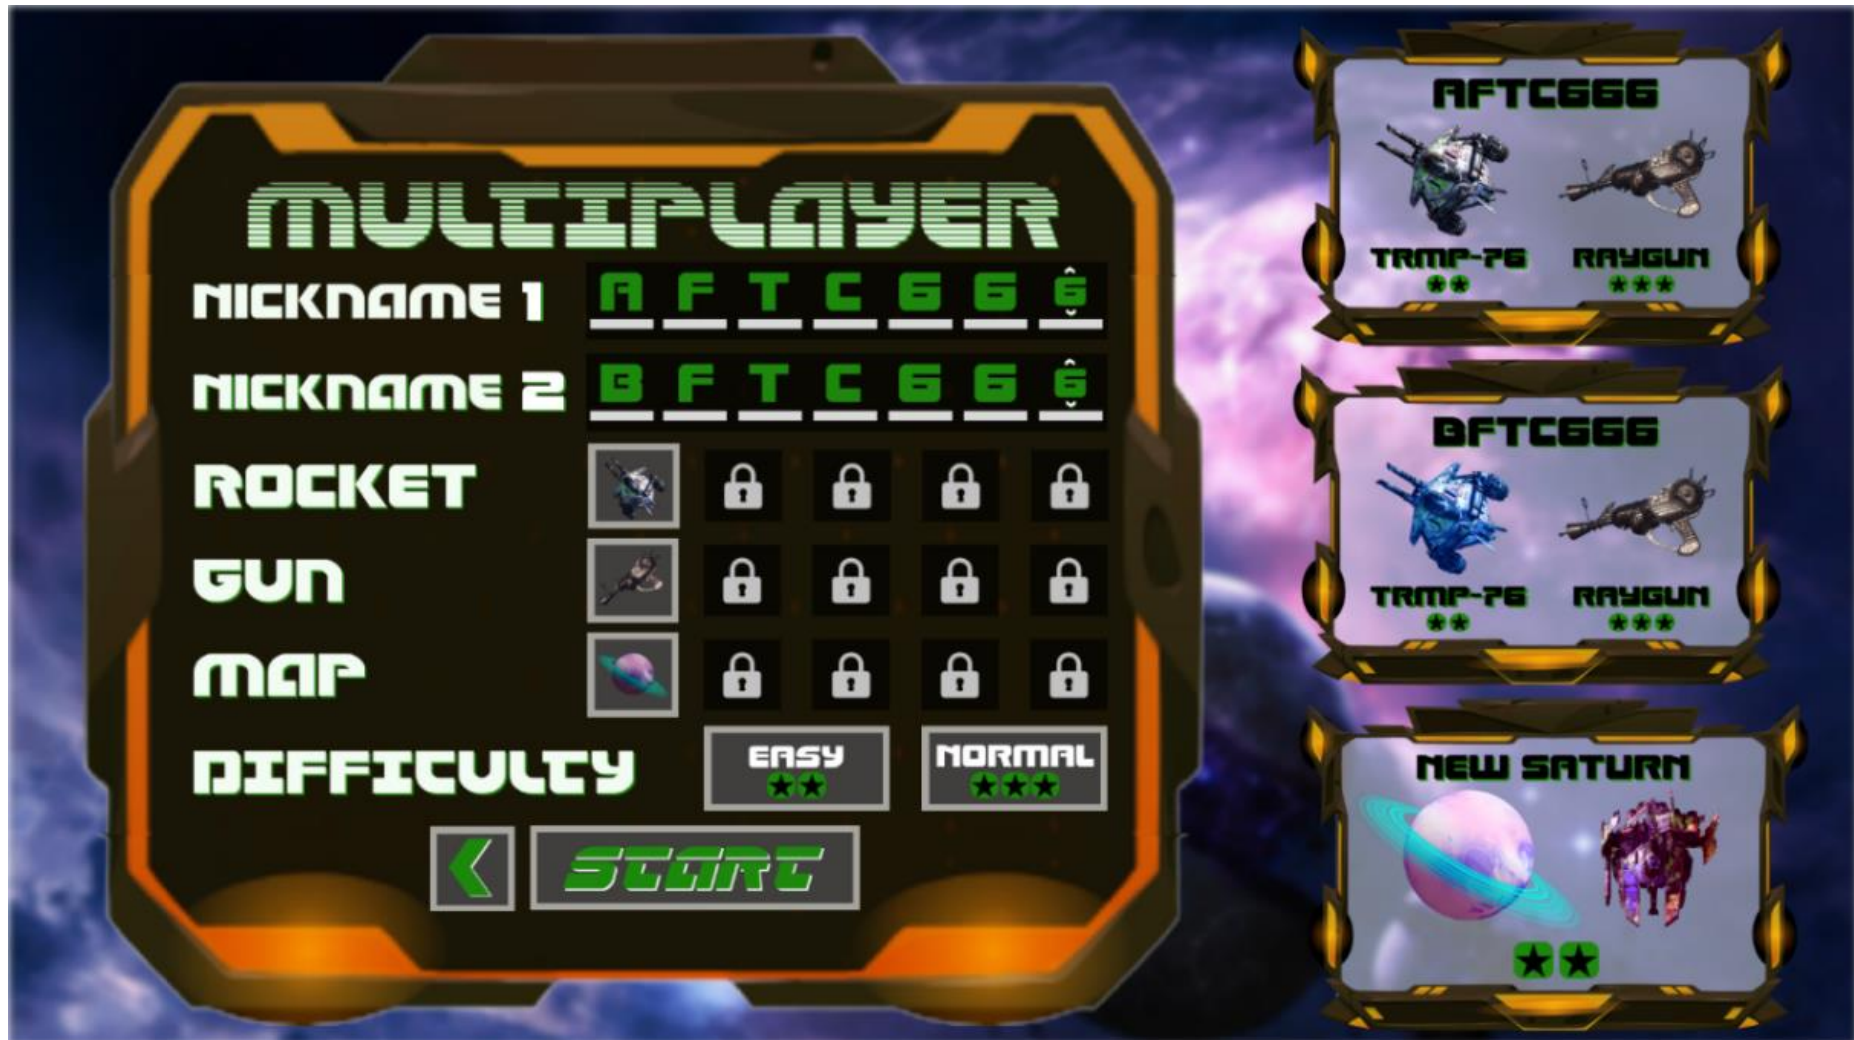 MULTIPLAYER
NICKNAME 1 A F T C 6 6 6
NICKNAME 2 B F T C 6 6 6
ROCKET
GUN
MAP
DIFFICULTY EASY NORMAL
START
AFTC666
TRMP-76 RAYGUN
BFTC666
TRMP-76 RAYGUN
NEW SATURN